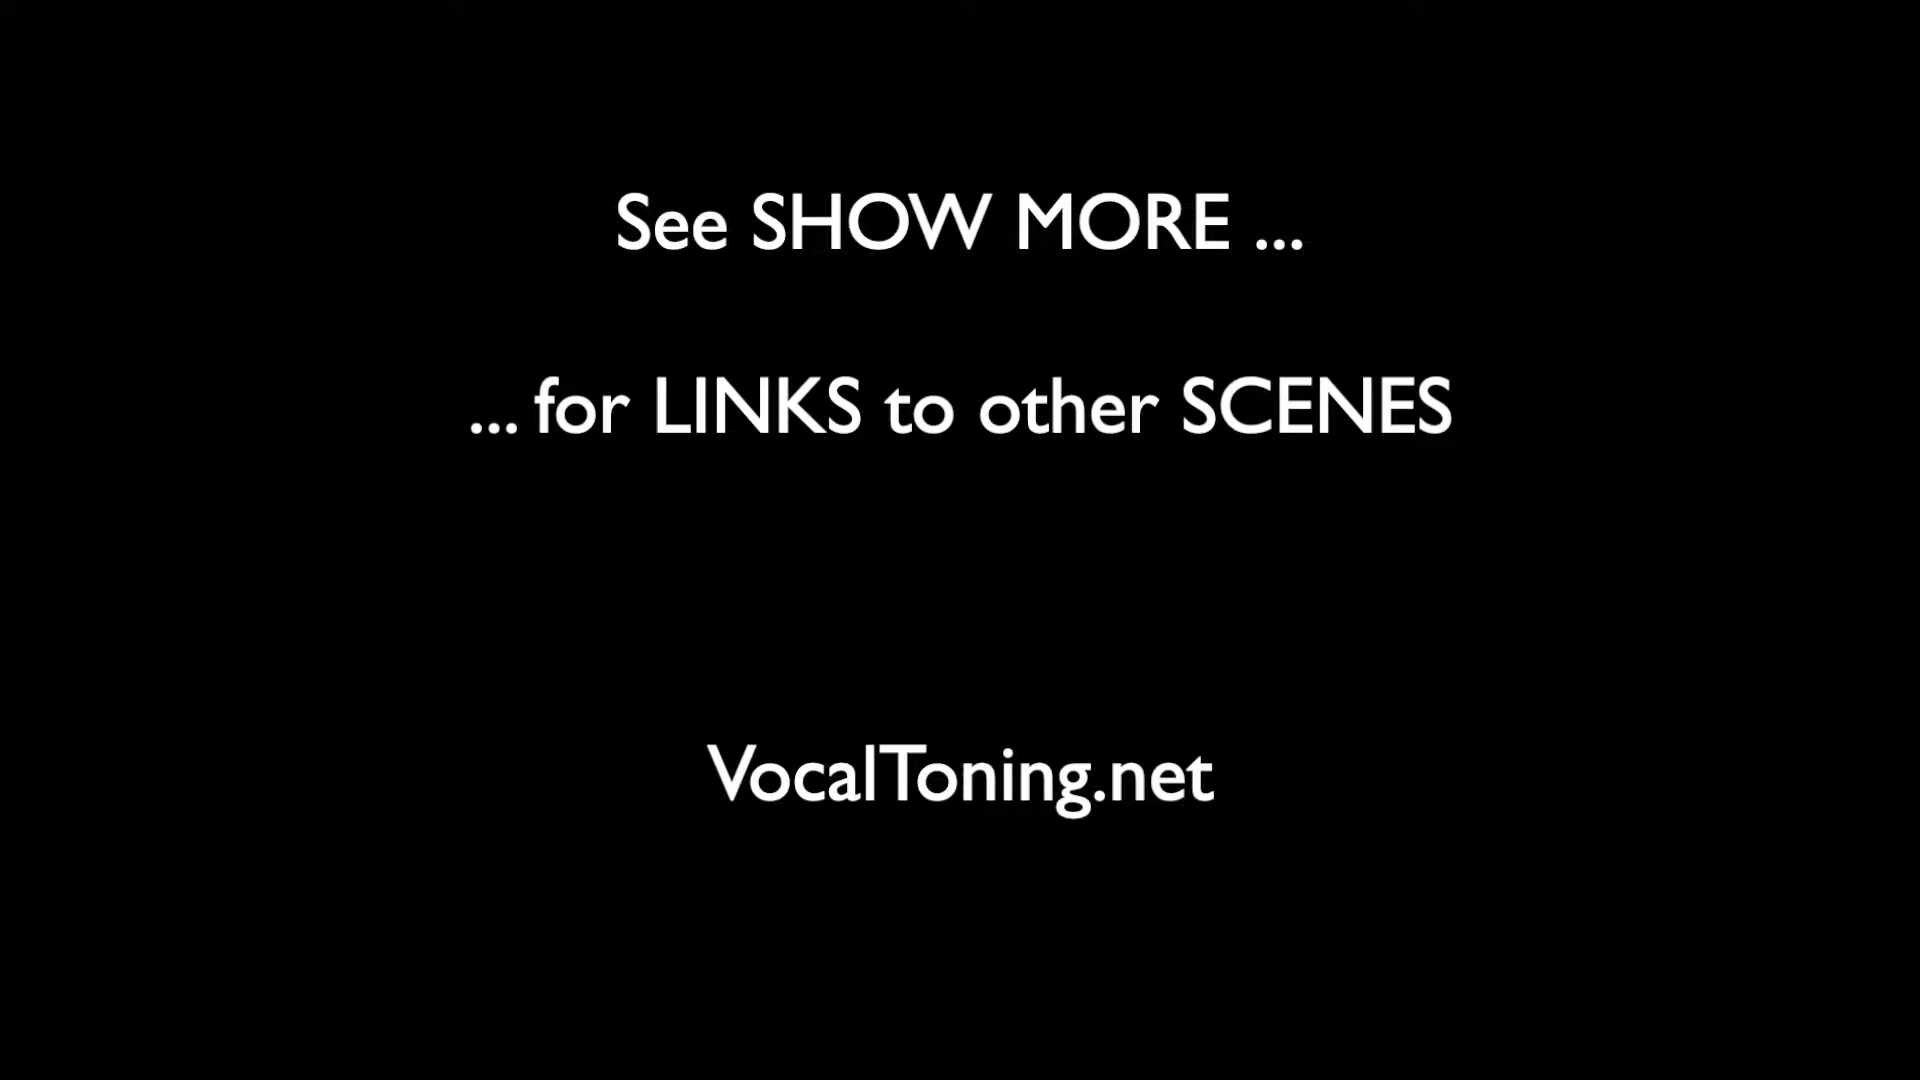 See SHOW MORE ...
... for LINKS to other SCENES
VocalToning.net